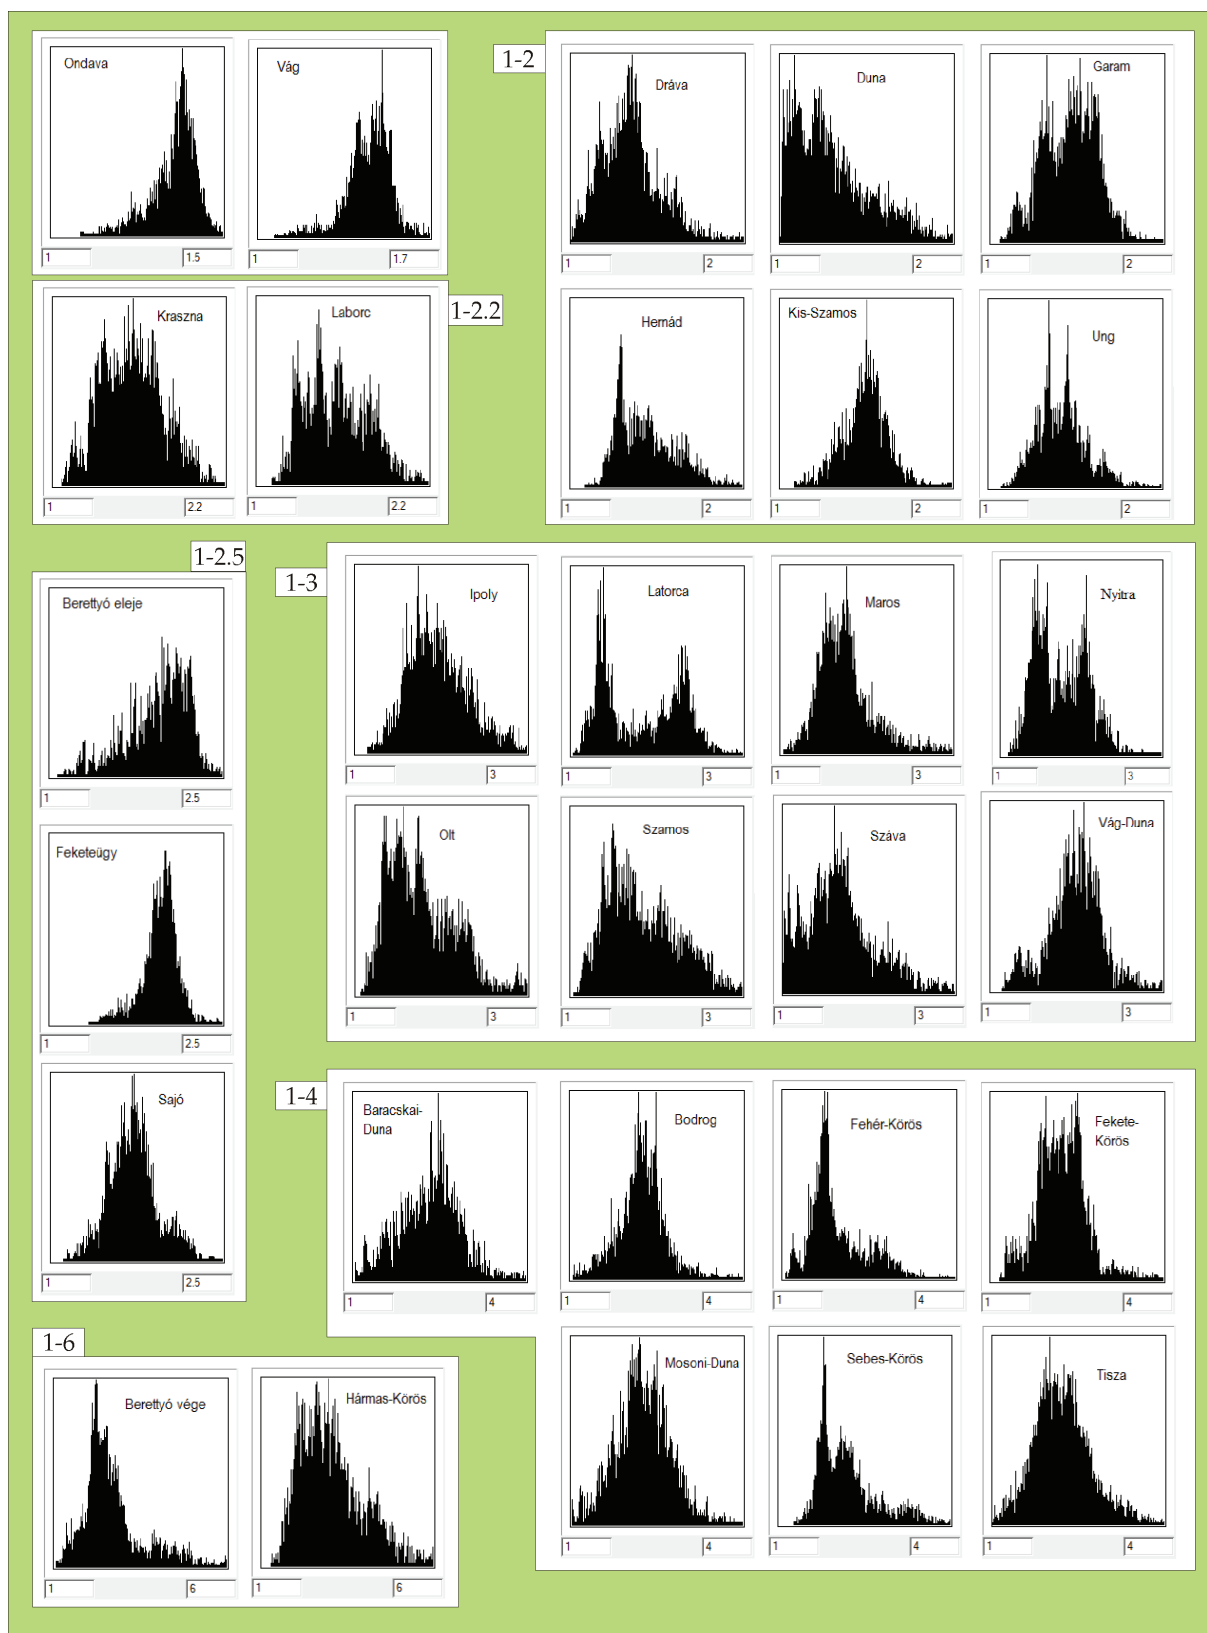 Ondava
1 1.5
Vág
1 1.7
1-2
Dráva
1 2
Duna
1 2
Garam
1 2
Hernád
1 2
Kis-Szamos
1 2
Ung
1 2
Kraszna
1 2.2
Laborc
1 2.2
1-2.2
1-2.5
Berettyó eleje
1 2.5
Feketeügy
1 2.5
Sajó
1 2.5
1-3
Ipoly
1 3
Latorca
1 3
Maros
1 3
Nyitra
1 3
Olt
1 3
Szamos
1 3
Száva
1 3
Vág-Duna
1 3
1-4
Baracskai-
Duna
1 4
Bodrog
1 4
Fehér-Körös
1 4
Fekete-
Körös
1 4
Mosoni-Duna
1 4
Sebes-Körös
1 4
Tisza
1 4
1-6
Berettyó vége
1 6
Hármas-Körös
1 6